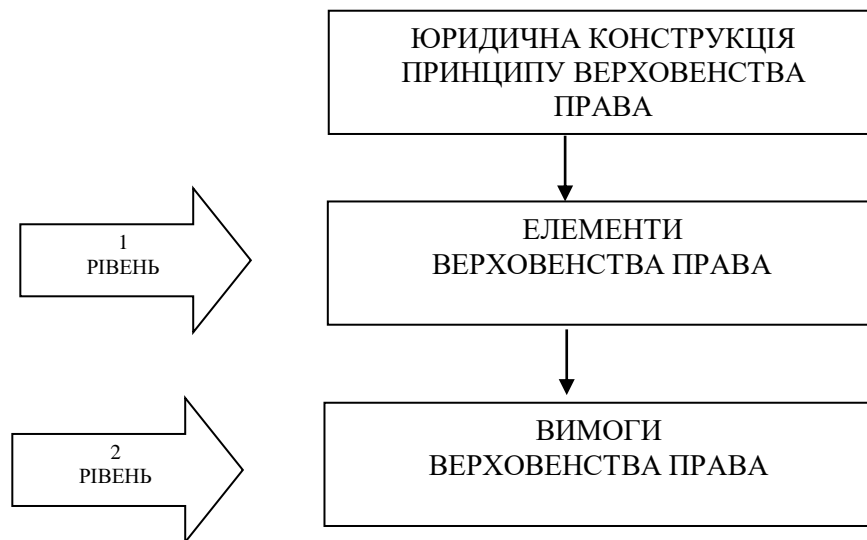 ЮРИДИЧНА КОНСТРУКЦІЯ
ПРИНЦИПУ ВЕРХОВЕНСТВА
ПРАВА
1
РІВЕНЬ
ЕЛЕМЕНТИ
ВЕРХОВЕНСТВА ПРАВА
2
РІВЕНЬ
ВИМОГИ
ВЕРХОВЕНСТВА ПРАВА